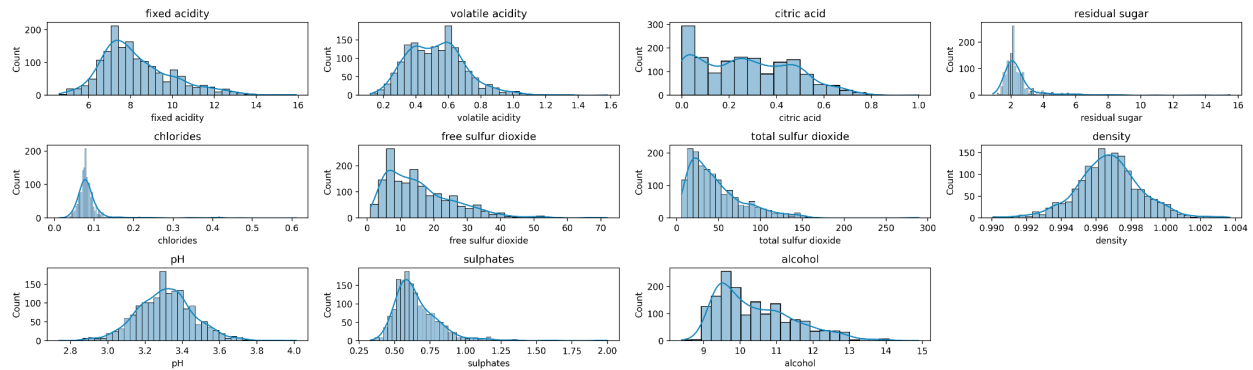 fixed acidity
Count
200
100
0
6 8 10 12 14 16
fixed acidity
volatile acidity
Count
150
100
50
0
0.2 0.4 0.6 0.8 1.0 1.2 1.4 1.6
volatile acidity
citric acid
Count
300
200
100
0
0.0 0.2 0.4 0.6 0.8 1.0
citric acid
residual sugar
Count
200
100
0
2 4 6 8 10 12 14 16
residual sugar
chlorides
Count
200
100
0
0.0 0.1 0.2 0.3 0.4 0.5 0.6
chlorides
free sulfur dioxide
Count
200
100
0
0 10 20 30 40 50 60 70
free sulfur dioxide
total sulfur dioxide
Count
200
100
0
0 50 100 150 200 250 300
total sulfur dioxide
density
Count
150
100
50
0
0.990 0.992 0.994 0.996 0.998 1.000 1.002 1.004
density
pH
Count
150
100
50
0
2.8 3.0 3.2 3.4 3.6 3.8 4.0
pH
sulphates
Count
150
100
50
0
0.25 0.50 0.75 1.00 1.25 1.50 1.75 2.00
sulphates
alcohol
Count
200
100
0
9 10 11 12 13 14 15
alcohol